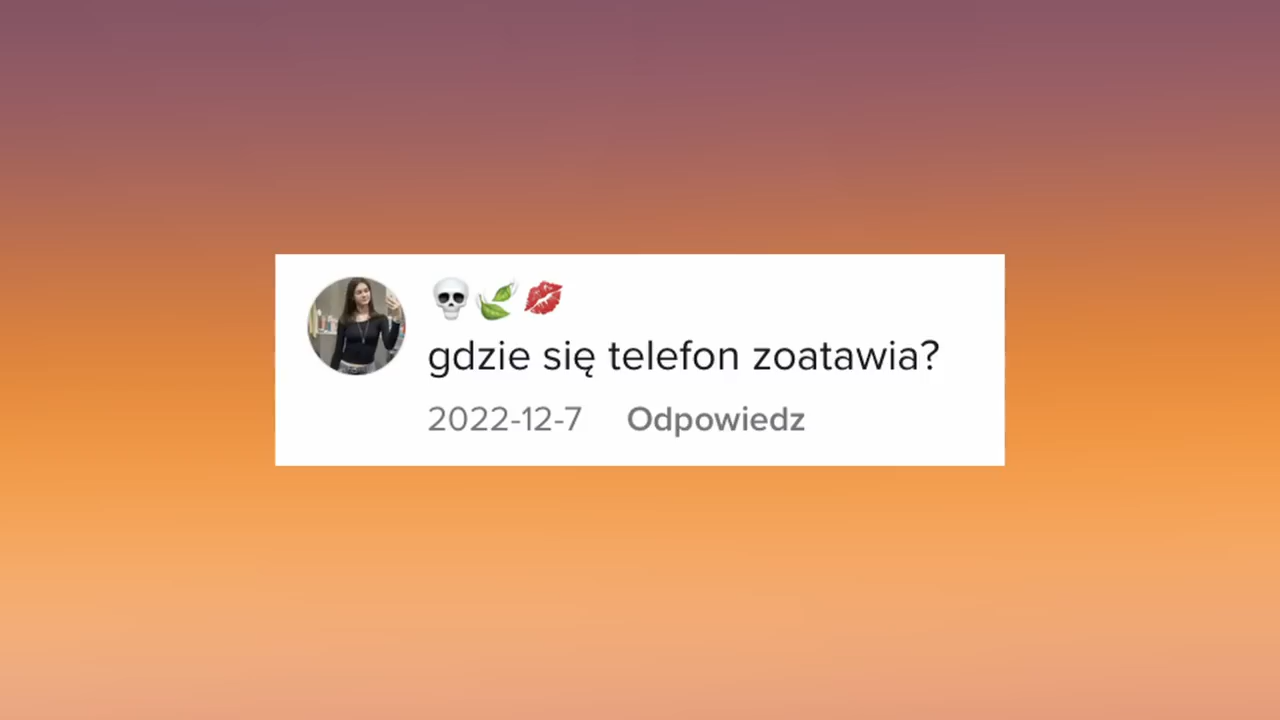 💀🍃💋
gdzie się telefon zoatawia?
2022-12-7 Odpowiedz